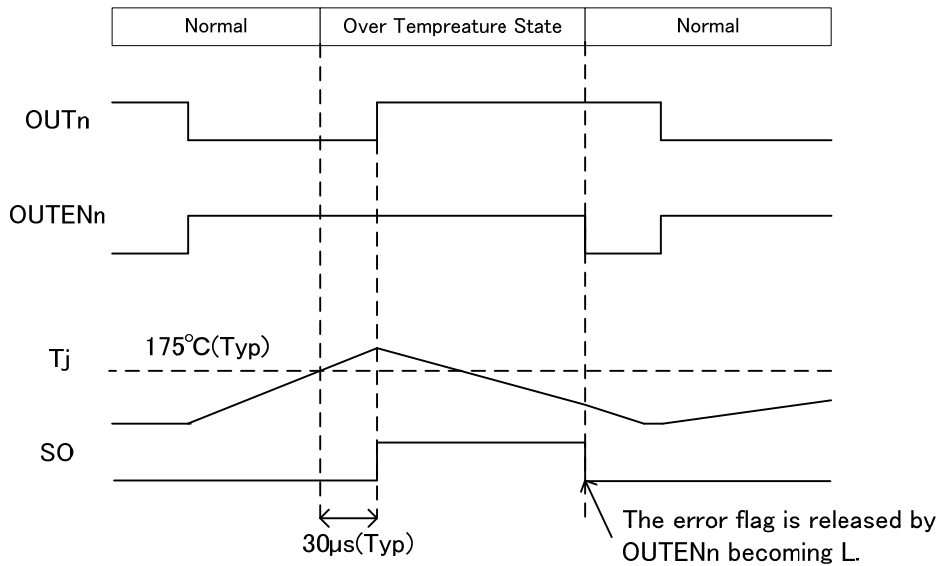 Normal
Over Tempreature State
Normal
OUTn
OUTENn
175℃(Typ)
Tj
SO
30μs(Typ)
The error flag is released by
OUTENn becoming L.